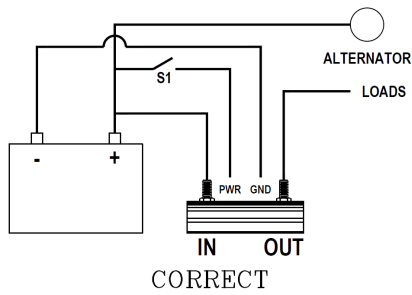 ALTERNATOR
S1
LOADS
- +
PWR GND
IN OUT
CORRECT